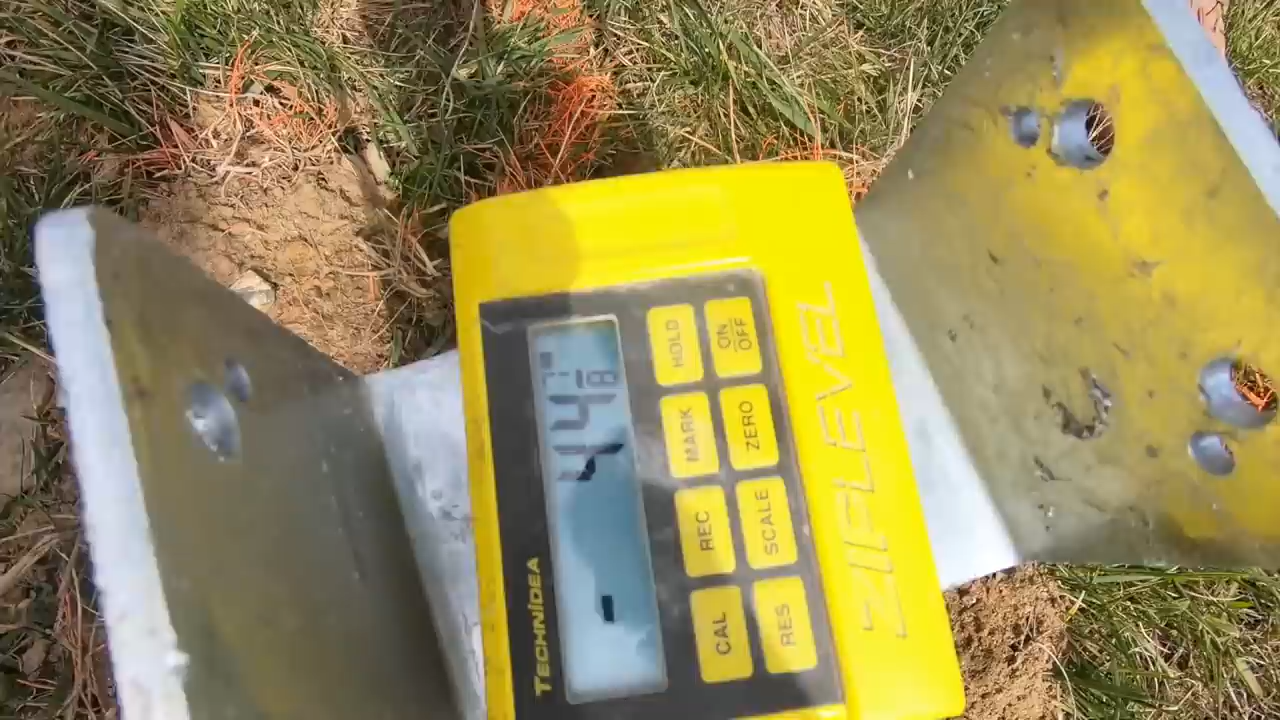 TECHNIDEA
CAL REC MARK HOLD
RES SCALE ZERO ON/OFF
ZIPLEVEL